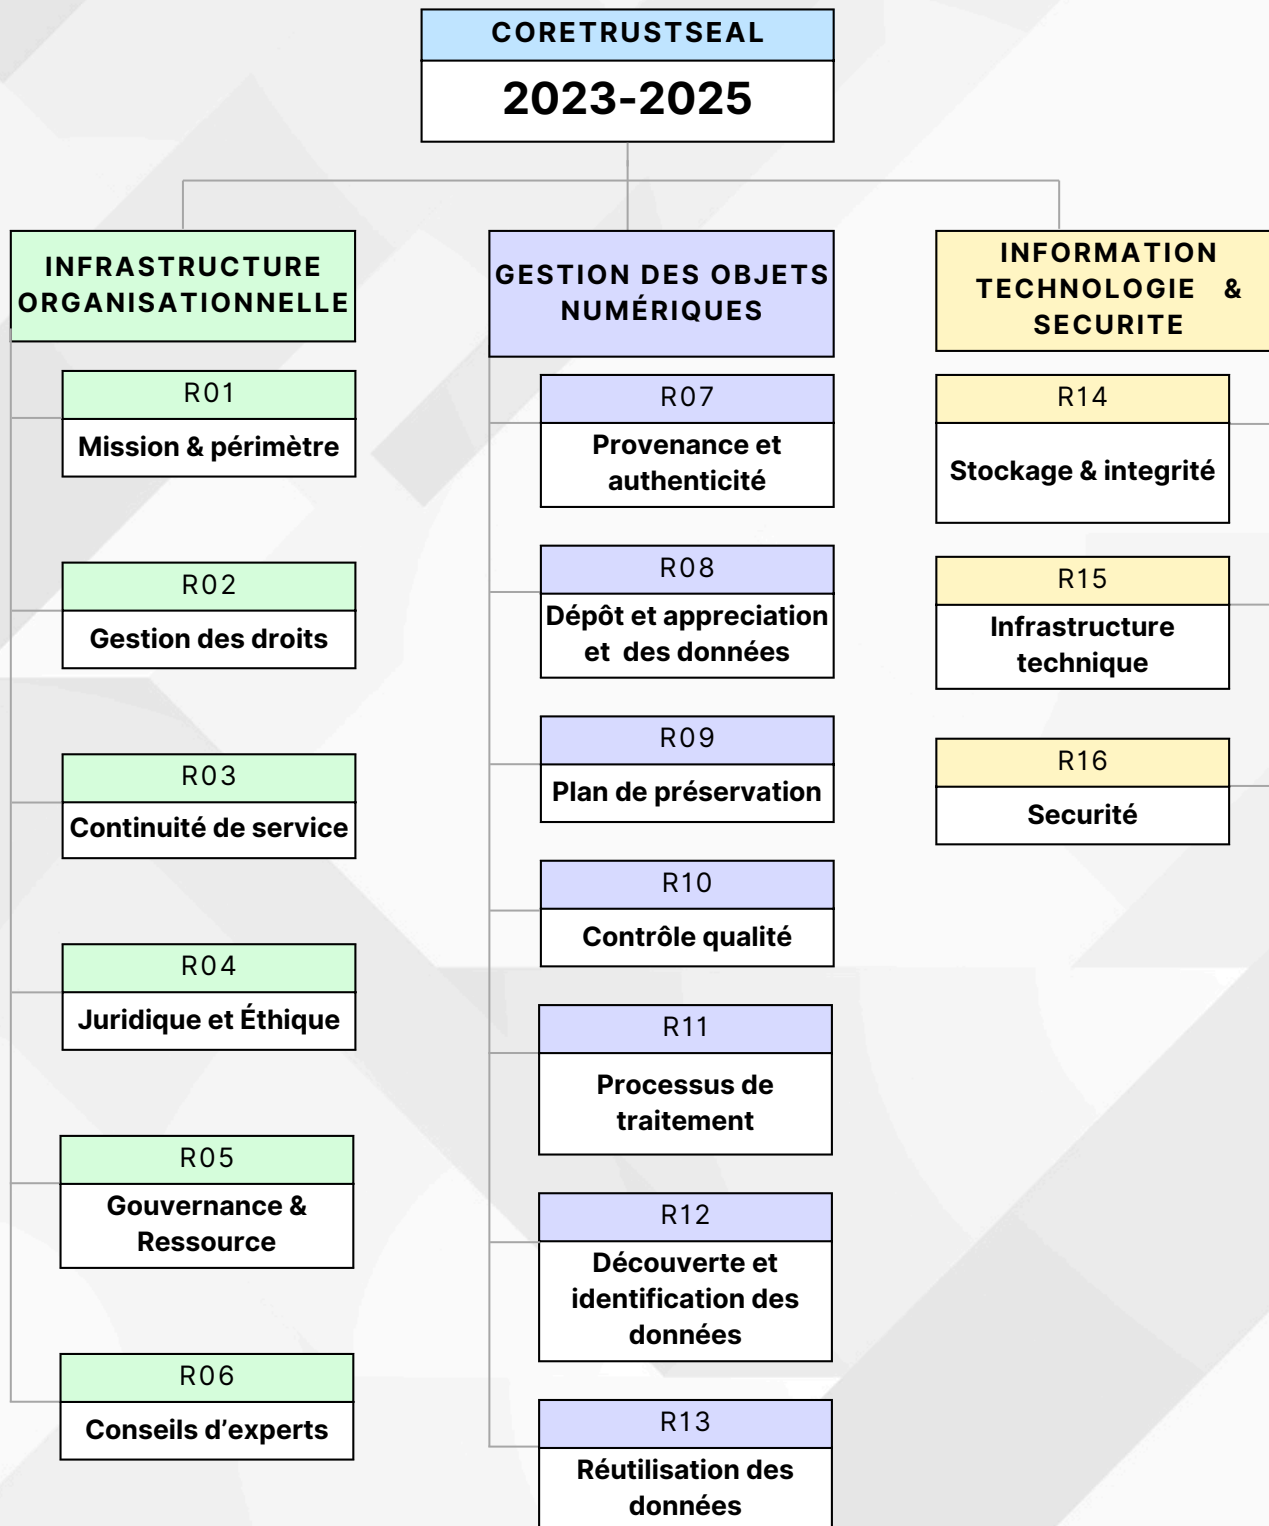 CORETRUSTSEAL
2023-2025
INFRASTRUCTURE
ORGANISATIONNELLE
R01
Mission & périmètre
R02
Gestion des droits
R03
Continuité de service
R04
Juridique et Éthique
R05
Gouvernance &
Ressource
R06
Conseils d’experts
GESTION DES OBJETS
NUMÉRIQUES
R07
Provenance et
authenticité
R08
Dépôt et appreciation
et des données
R09
Plan de préservation
R10
Contrôle qualité
R11
Processus de
traitement
R12
Découverte et
identification des
données
R13
Réutilisation des
données
INFORMATION
TECHNOLOGIE &
SECURITE
R14
Stockage & integrité
R15
Infrastructure
technique
R16
Securité